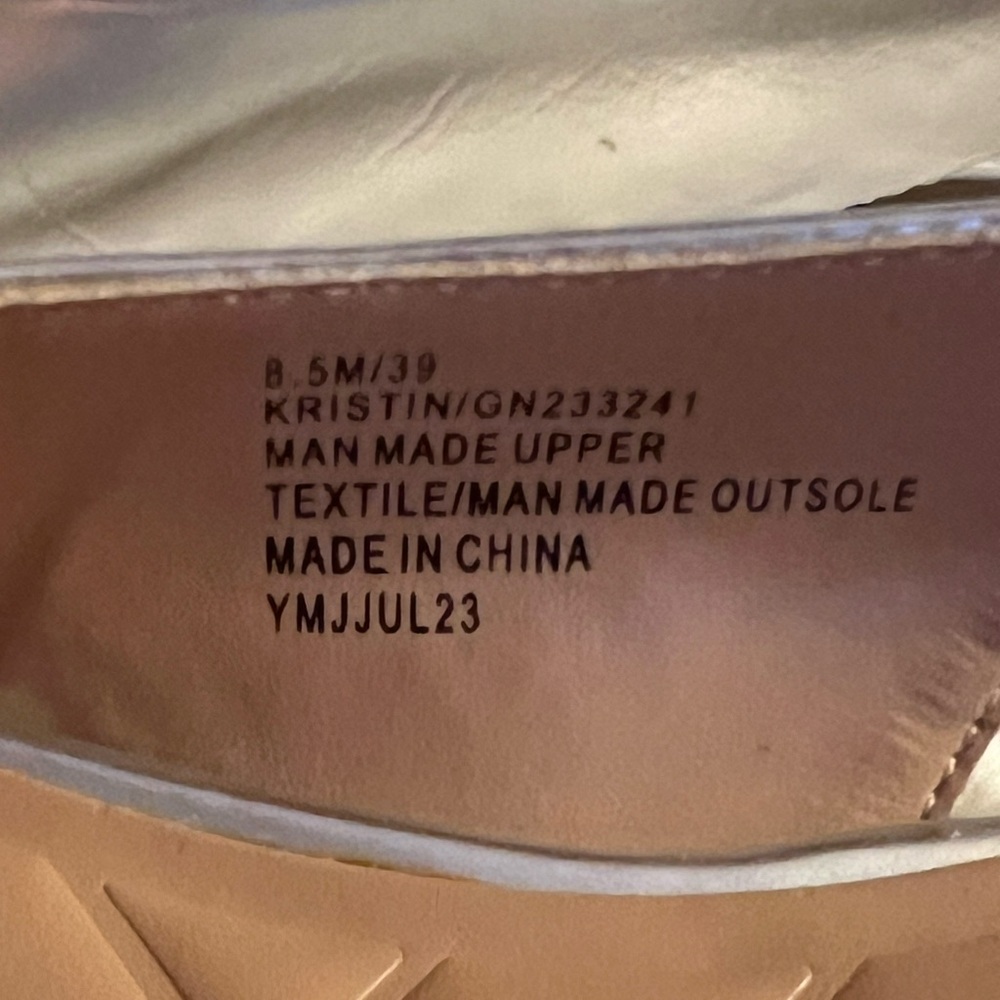 8.5M/39
KRISTIN/GN233241
MAN MADE UPPER
TEXTILE/MAN MADE OUTSOLE
MADE IN CHINA
YMJJUL23